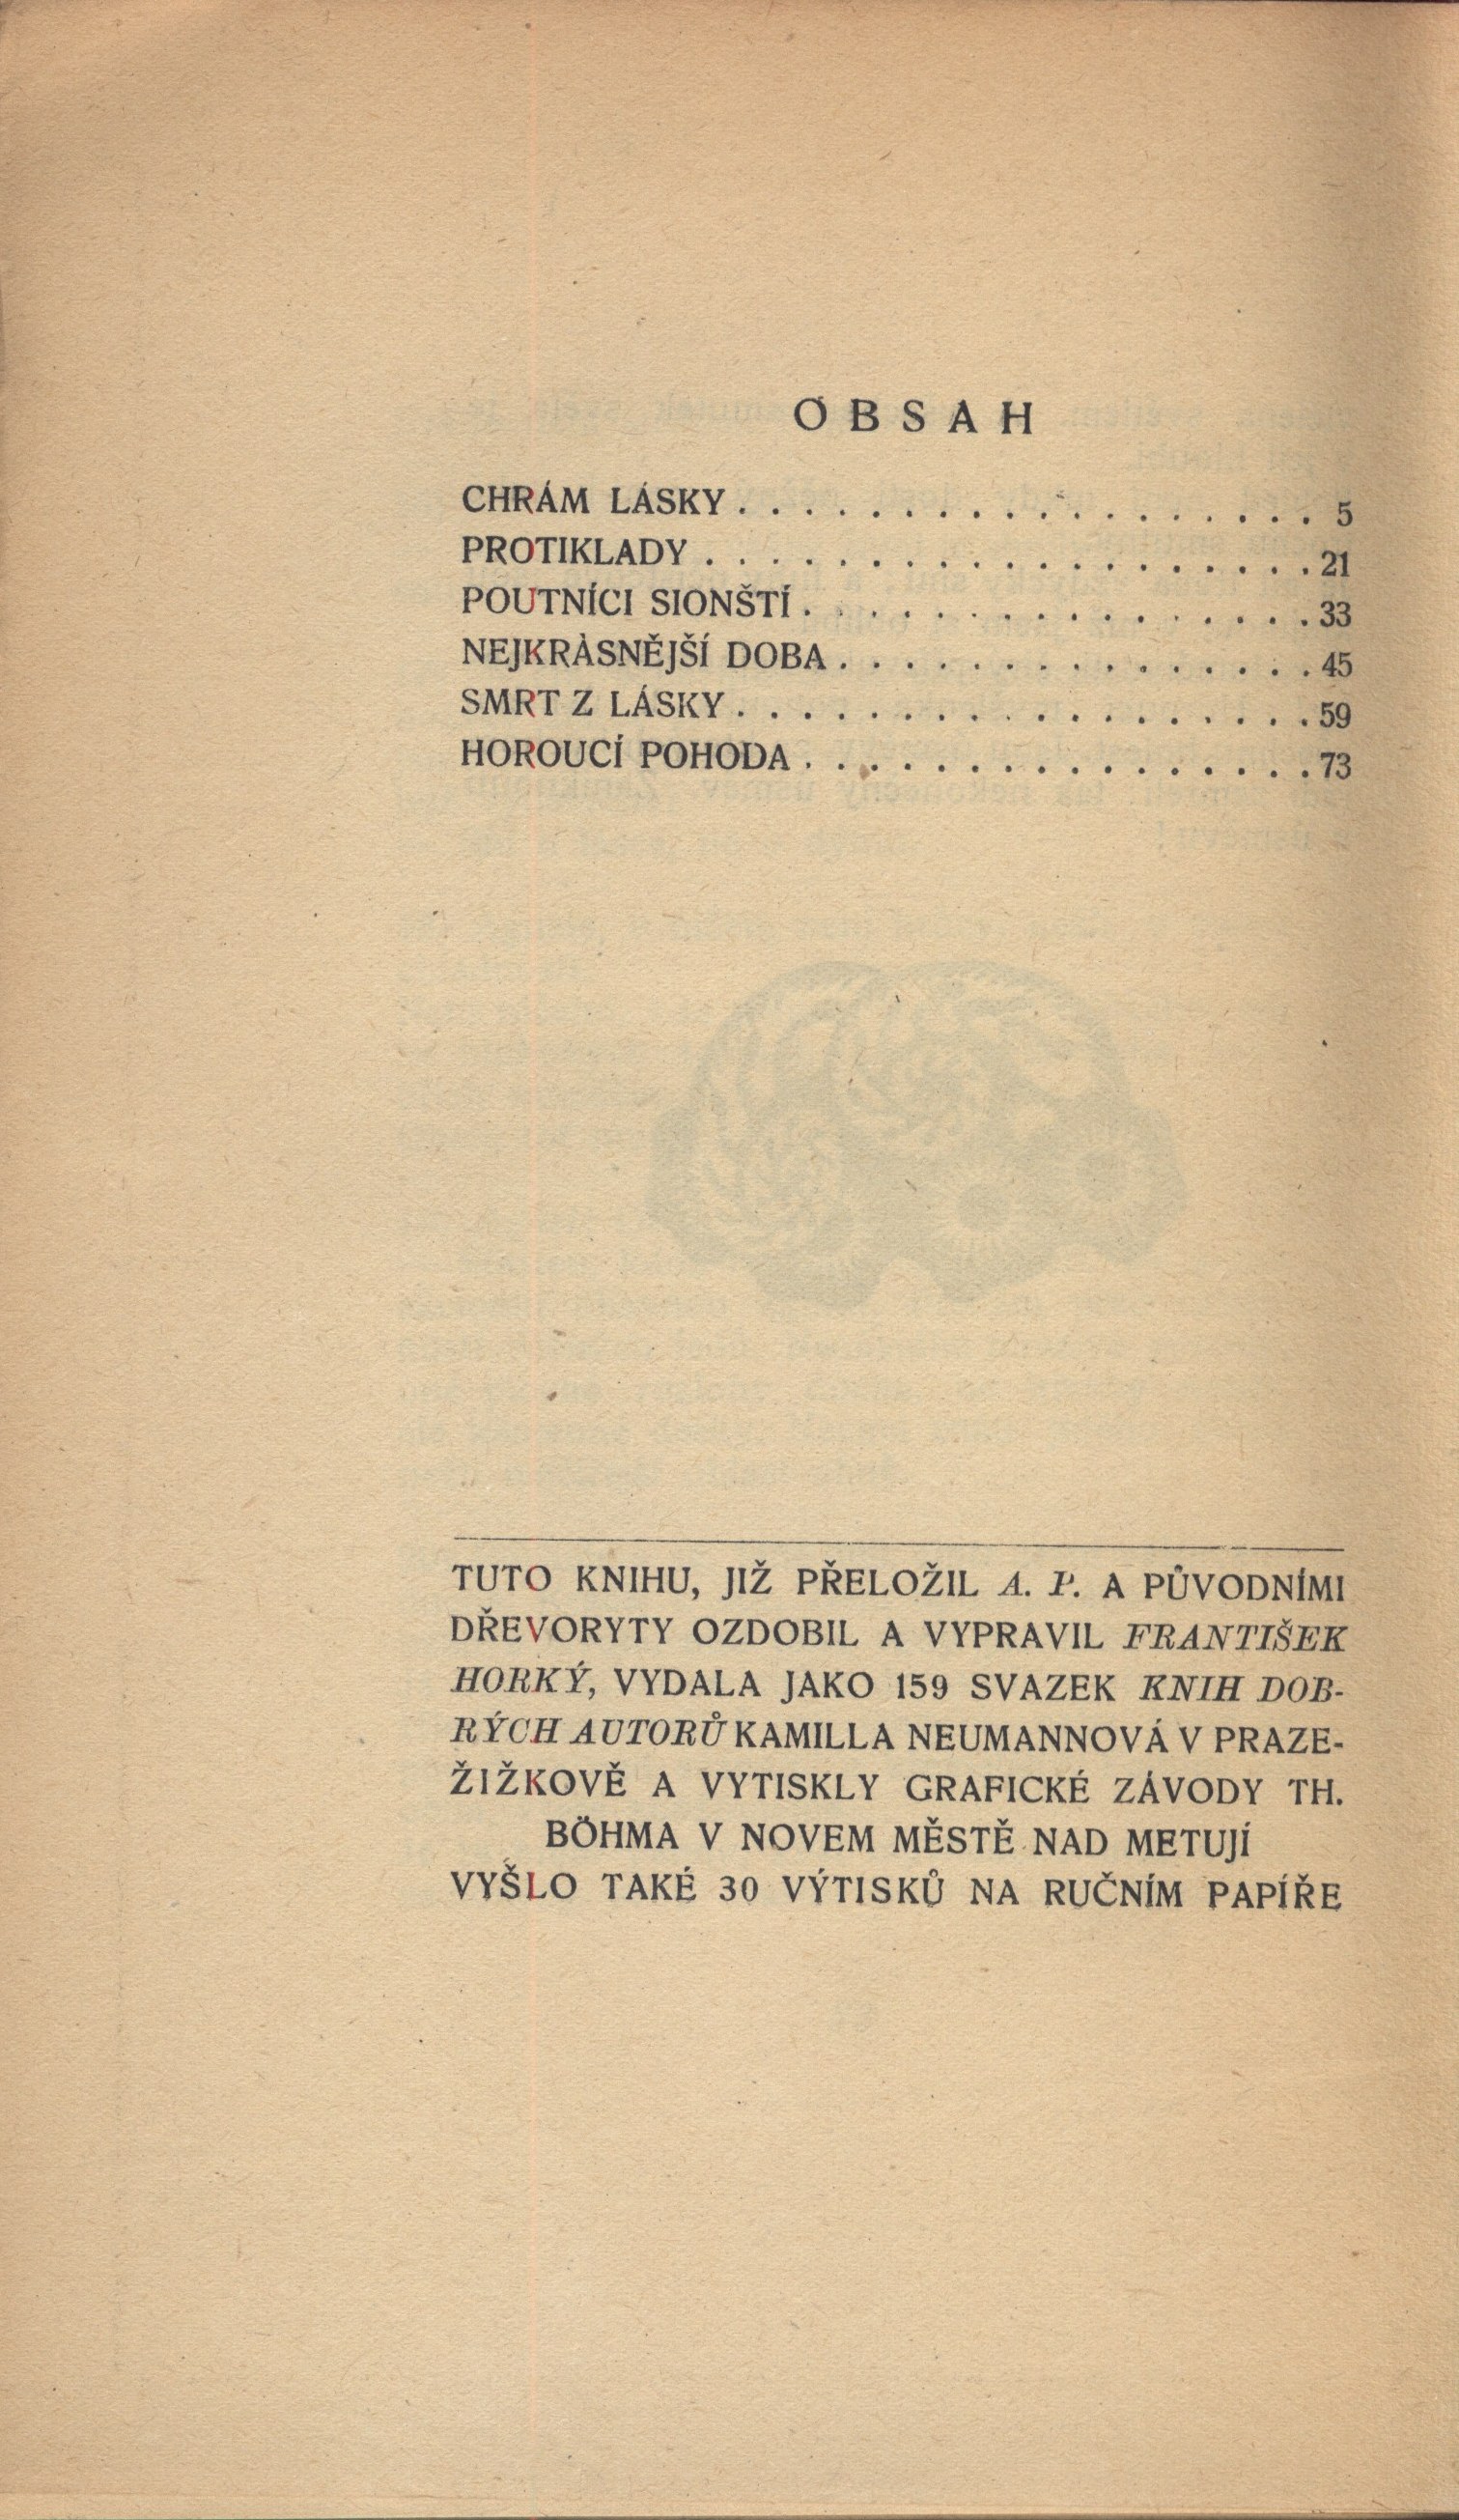 OBSAH
CHRÁM LÁSKY . . . . . . . . . . . . . . . . . . 5
PROTIKLADY . . . . . . . . . . . . . . . . . . . 21
POUTNÍCI SIONŠTÍ . . . . . . . . . . . . . . . . 33
NEJKRÁSNĚJŠÍ DOBA . . . . . . . . . . . . . . . 45
SMRT Z LÁSKY . . . . . . . . . . . . . . . . . . 59
HOROUCÍ POHODA . . . . . . . . . . . . . . . . 73
TUTO KNIHU, JIŽ PŘELOŽIL A. P. A PŮVODNÍMI
DŘEVORYTY OZDOBIL A VYPRAVIL FRANTIŠEK
HORKÝ, VYDALA JAKO 159 SVAZEK KNIH DOB-
RÝCH AUTORŮ KAMILLA NEUMANNOVÁ V PRAZE-
ŽIŽKOVĚ A VYTISKLY GRAFICKÉ ZÁVODY TH.
BÖHMA V NOVEM MĚSTĚ NAD METUJÍ
VYŠLO TAKÉ 30 VÝTISKŮ NA RUČNÍM PAPÍŘE